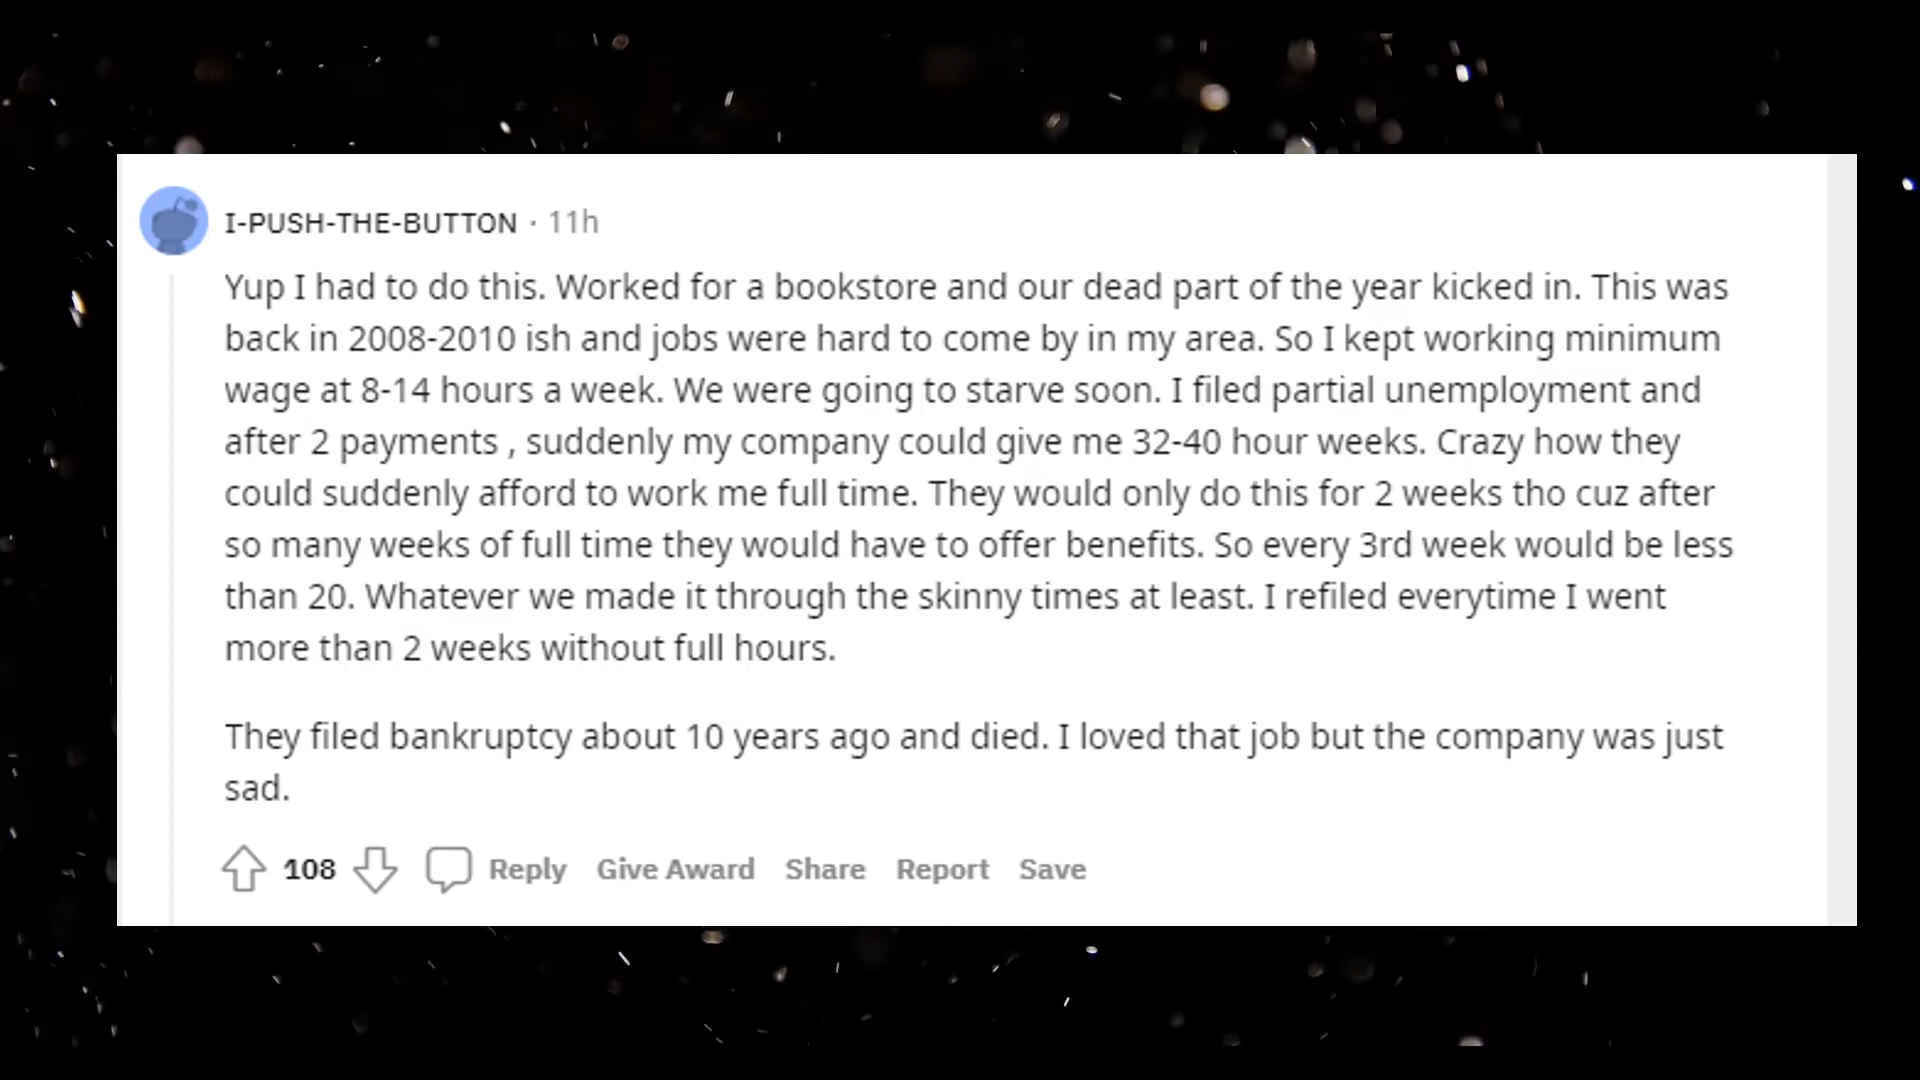 I-PUSH-THE-BUTTON · 11h
Yup I had to do this. Worked for a bookstore and our dead part of the year kicked in. This was
back in 2008-2010 ish and jobs were hard to come by in my area. So I kept working minimum
wage at 8-14 hours a week. We were going to starve soon. I filed partial unemployment and
after 2 payments , suddenly my company could give me 32-40 hour weeks. Crazy how they
could suddenly afford to work me full time. They would only do this for 2 weeks tho cuz after
so many weeks of full time they would have to offer benefits. So every 3rd week would be less
than 20. Whatever we made it through the skinny times at least. I refiled everytime I went
more than 2 weeks without full hours.
They filed bankruptcy about 10 years ago and died. I loved that job but the company was just
sad.
108 Reply Give Award Share Report Save